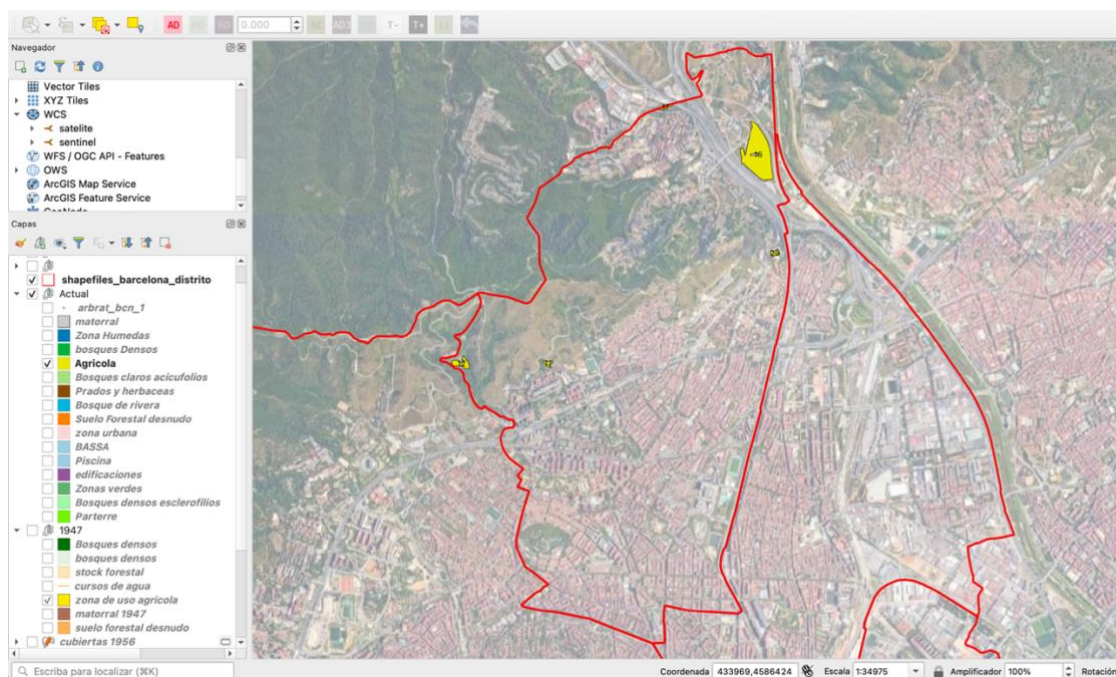 AD
RO
0.000
SC
AD3
T-
T+
Navegador
Vector Tiles
XYZ Tiles
WCS
satelite
sentinel
WFS / OGC API - Features
OWS
ArcGIS Map Service
ArcGIS Feature Service
GeoNode
Capas
shapefiles_barcelona_distrito
Actual
arbrat_bcn_1
matorral
Zona Humedas
bosques Densos
Agricola
Bosques claros acicufolios
Prados y herbaceas
Bosque de rivera
Suelo Forestal desnudo
zona urbana
BASSA
Piscina
edificaciones
Zonas verdes
Bosques densos esclerofilios
Parterre
1947
Bosques densos
bosques densos
stock forestal
cursos de agua
zona de uso agricola
matorral 1947
suelo forestal desnudo
cubiertas 1956
Escriba para localizar (⌘K)
Coordenada 433969,4586424 Escala 1:34975 Amplificador 100% Rotación